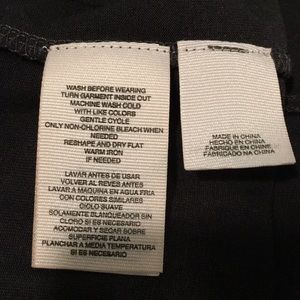 WASH BEFORE WEARING
TURN GARMENT INSIDE OUT
MACHINE WASH COLD
WITH LIKE COLORS
GENTLE CYCLE
ONLY NON-CHLORINE BLEACH WHEN
NEEDED
RESHAPE AND DRY FLAT
WARM IRON
IF NEEDED
LAVAR ANTES DE USAR
VOLVER AL REVES ANTES
LAVAR A MAQUINA EN AGUA FRIA
CON COLORES SIMILARES
CICLO SUAVE
SOLAMENTE BLANQUEADOR SIN
CLORO SI ES NECESARIO
ACOMODAR Y SECAR SOBRE
SUPERFICIE PLANA
PLANCHAR A MEDIA TEMPERATURA
SI ES NECESARIO
MADE IN CHINA
HECHO EN CHINA
FABRIQUE EN CHINE
FABRICADO NA CHINA